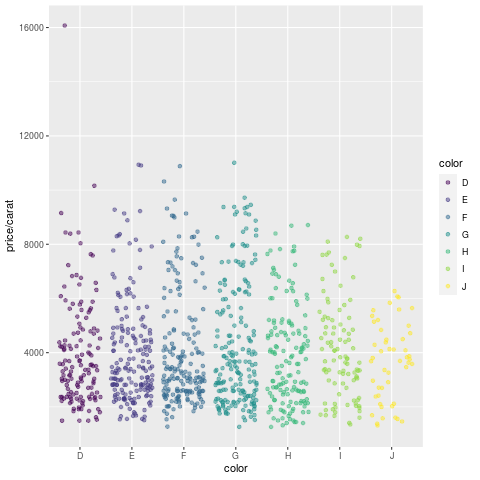 16000
12000
8000
4000
price/carat
D E F G H I J
color
color
D
E
F
G
H
I
J